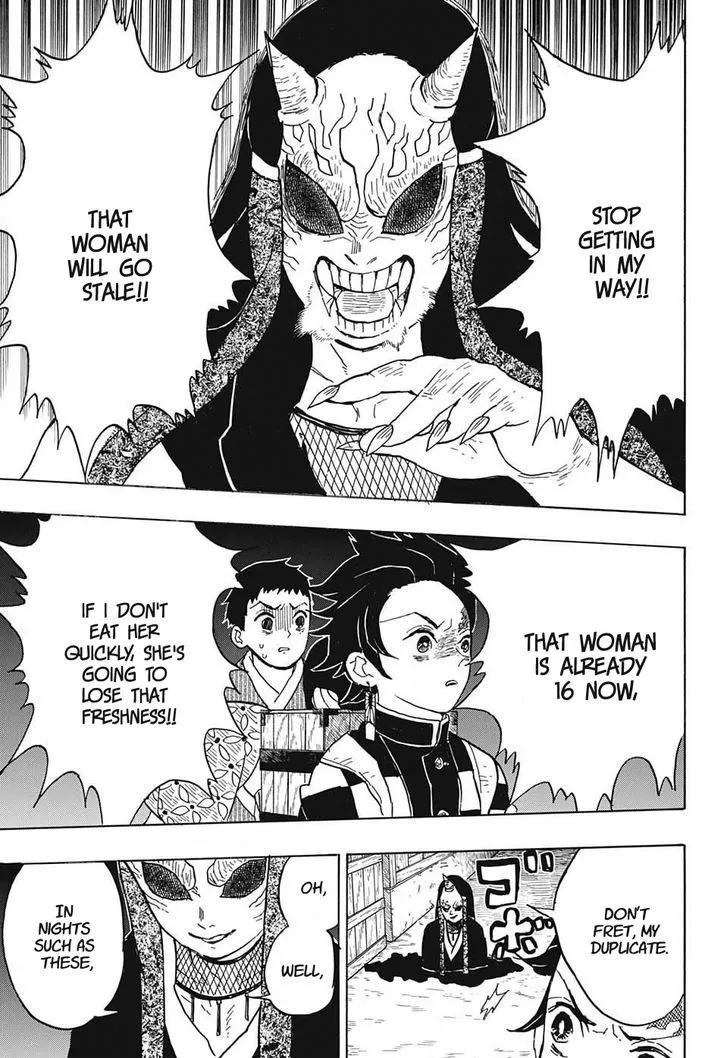 STOP
GETTING
IN MY
WAY!!
THAT
WOMAN
WILL GO
STALE!!
THAT WOMAN
IS ALREADY
16 NOW,
IF I DON'T
EAT HER
QUICKLY, SHE'S
GOING TO
LOSE THAT
FRESHNESS!!
DON'T
FRET, MY
DUPLICATE.
ゴポ
OH,
WELL,
IN
NIGHTS
SUCH AS
THESE,